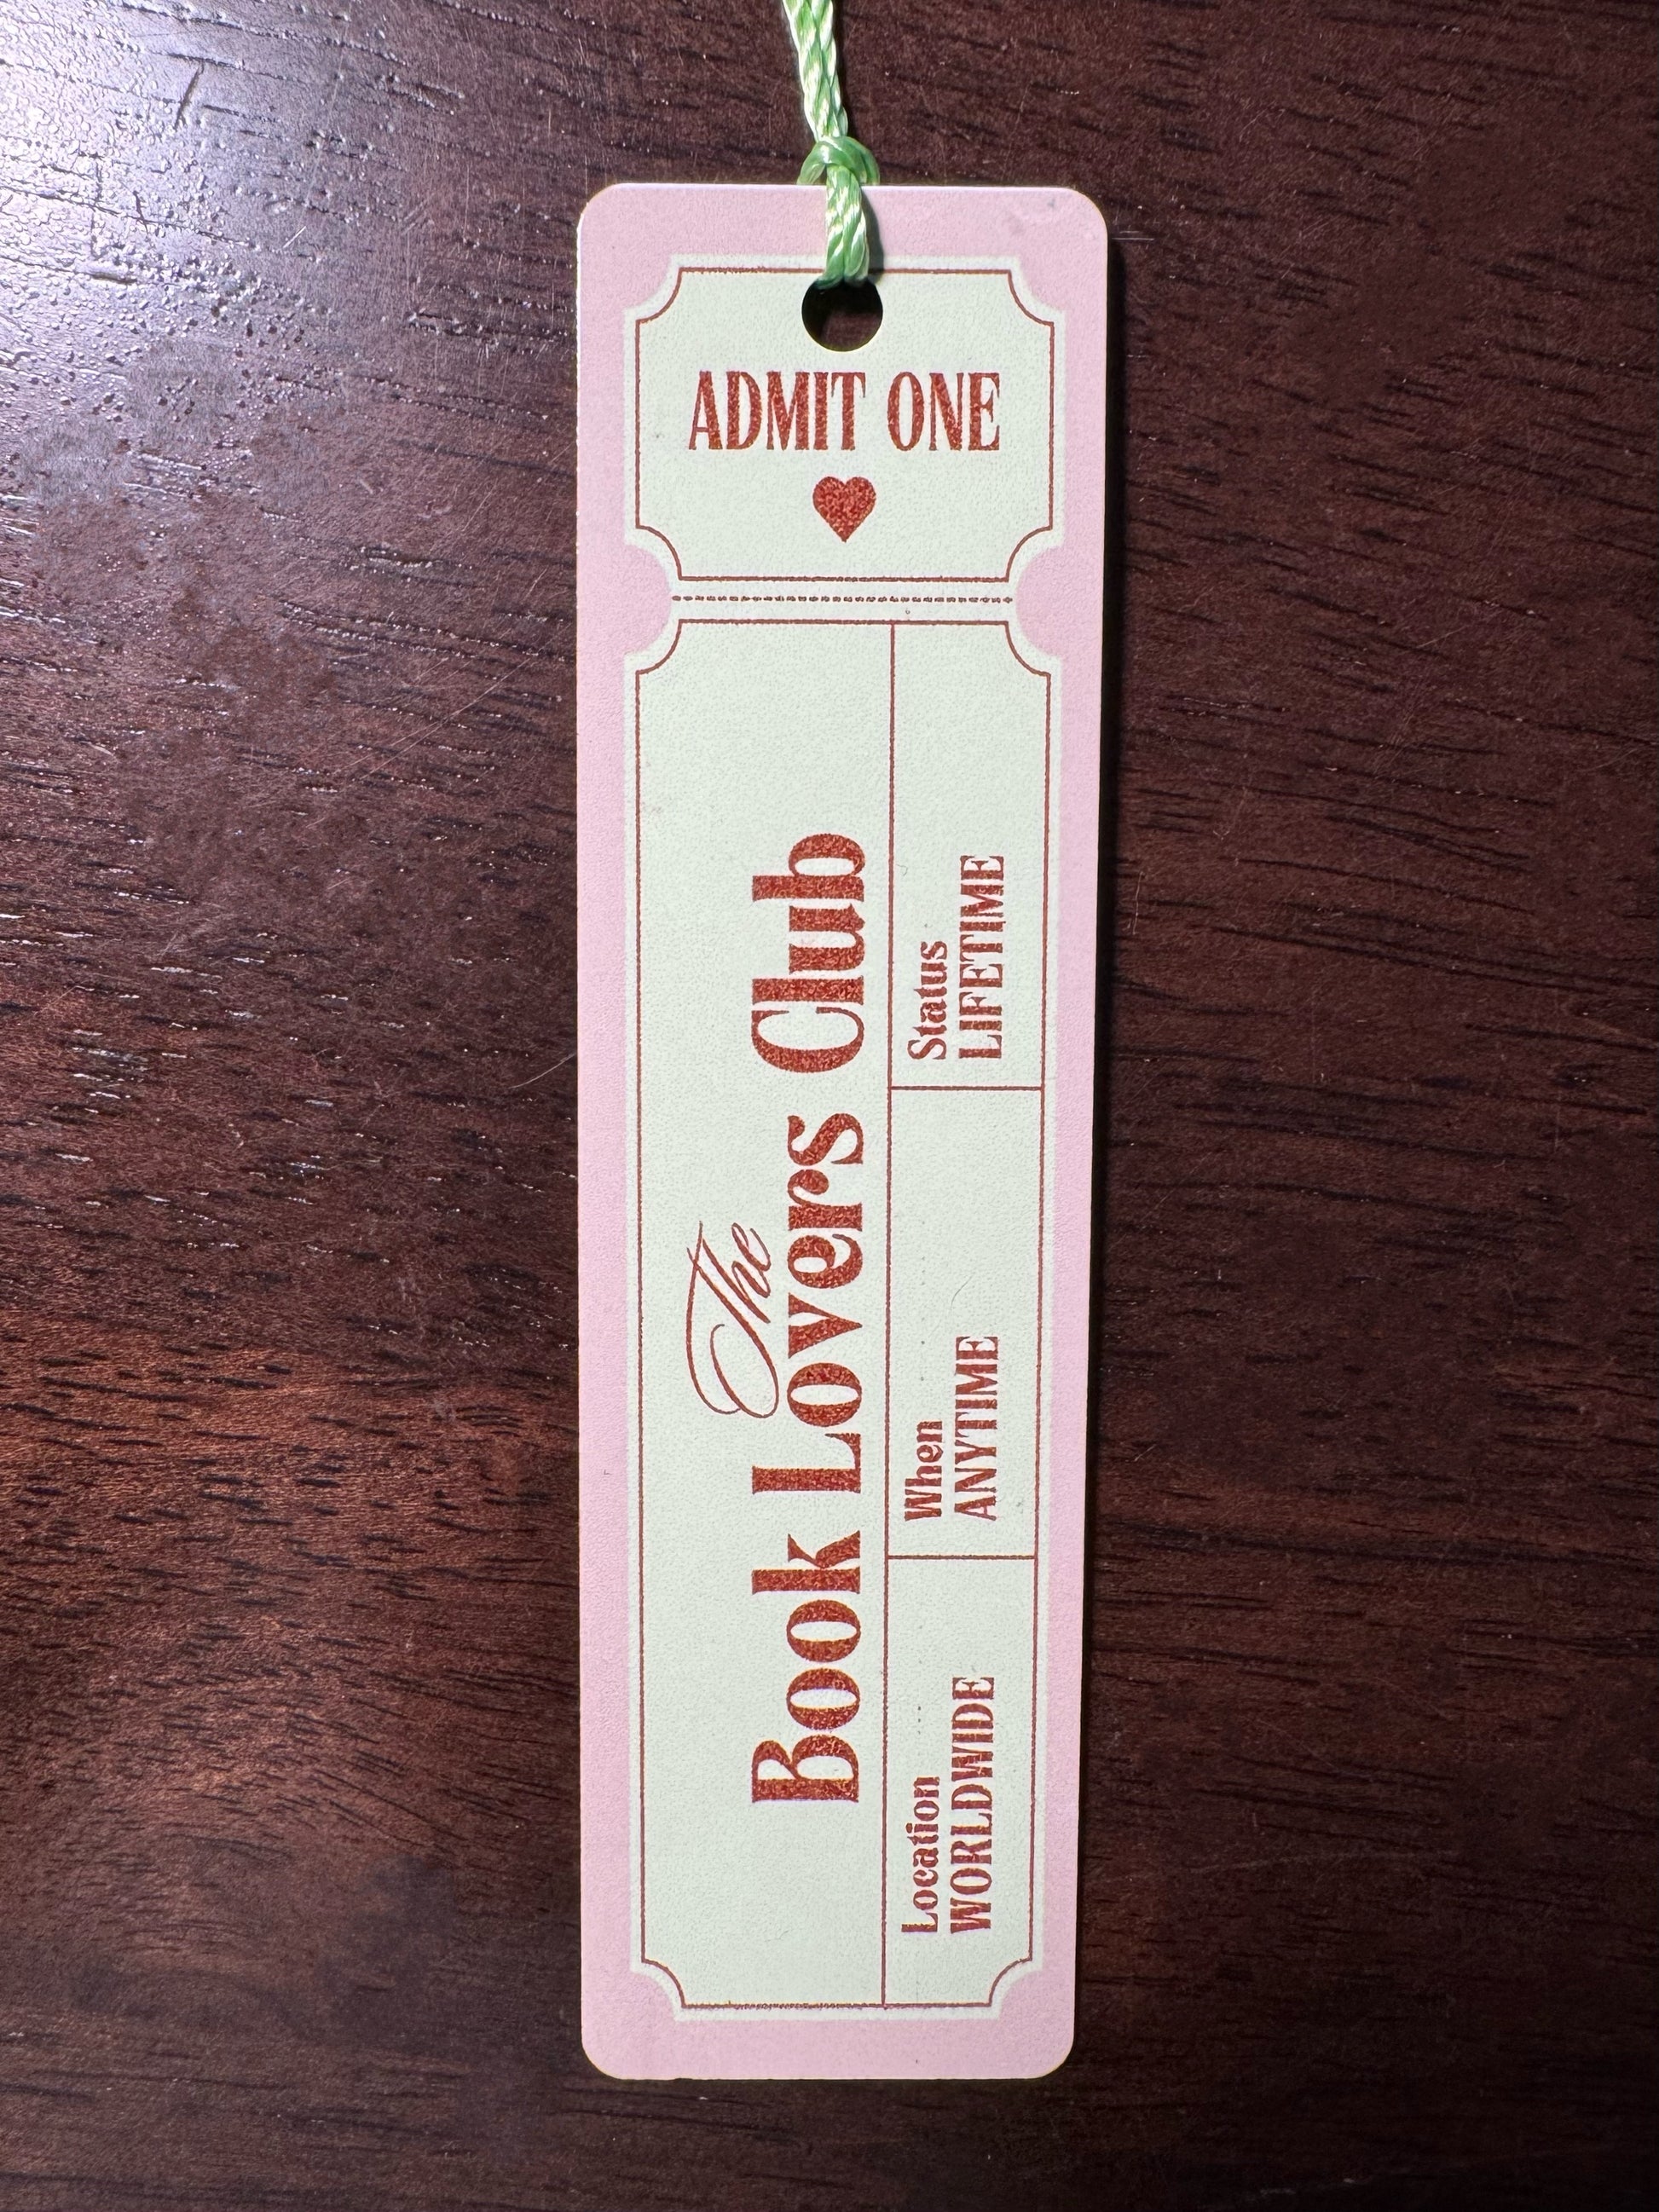 ADMIT ONE
The
Book Lovers Club
Location
WORLDWIDE
When
ANYTIME
Status
LIFETIME